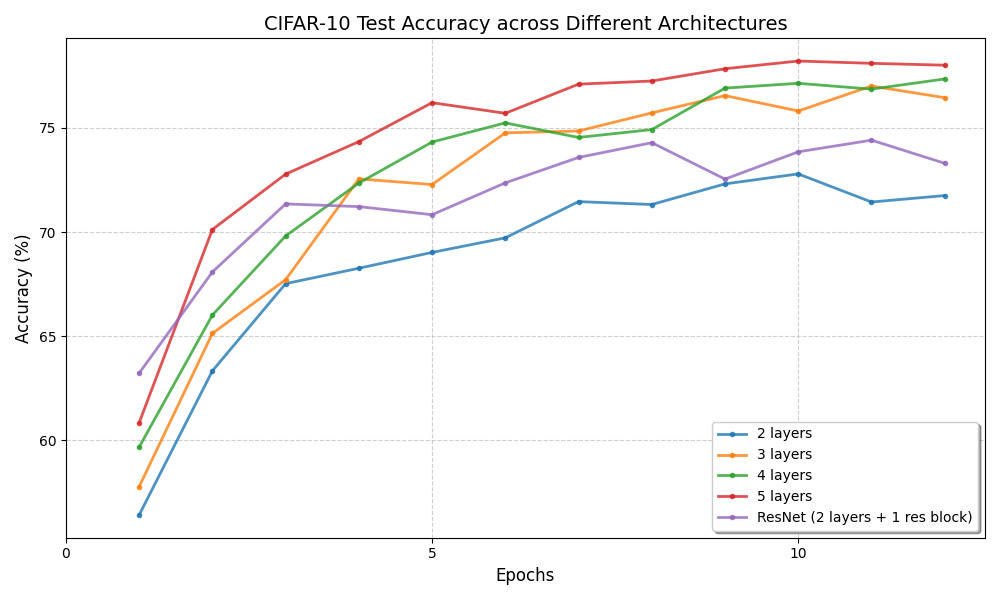 CIFAR-10 Test Accuracy across Different Architectures
Accuracy (%)
75
70
65
60
2 layers
3 layers
4 layers
5 layers
ResNet (2 layers + 1 res block)
0
5
10
Epochs